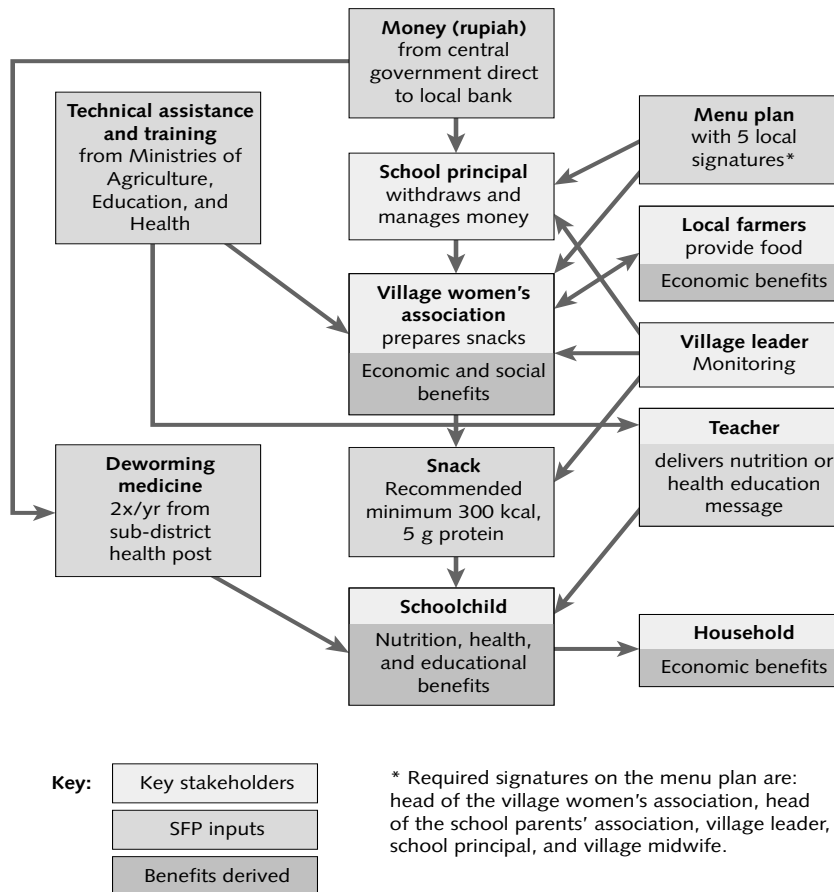 Money (rupiah)
from central
government direct
to local bank
Technical assistance
and training
from Ministries of
Agriculture,
Education, and
Health
Menu plan
with 5 local
signatures*
School principal
withdraws and
manages money
Local farmers
provide food
Economic benefits
Village women's
association
prepares snacks
Economic and social
benefits
Village leader
Monitoring
Teacher
delivers nutrition or
health education
message
Deworming
medicine
2x/yr from
sub-district
health post
Snack
Recommended
minimum 300 kcal,
5 g protein
Schoolchild
Nutrition, health,
and educational
benefits
Household
Economic benefits
Key:
Key stakeholders
SFP inputs
Benefits derived
* Required signatures on the menu plan are:
head of the village women's association, head
of the school parents' association, village leader,
school principal, and village midwife.